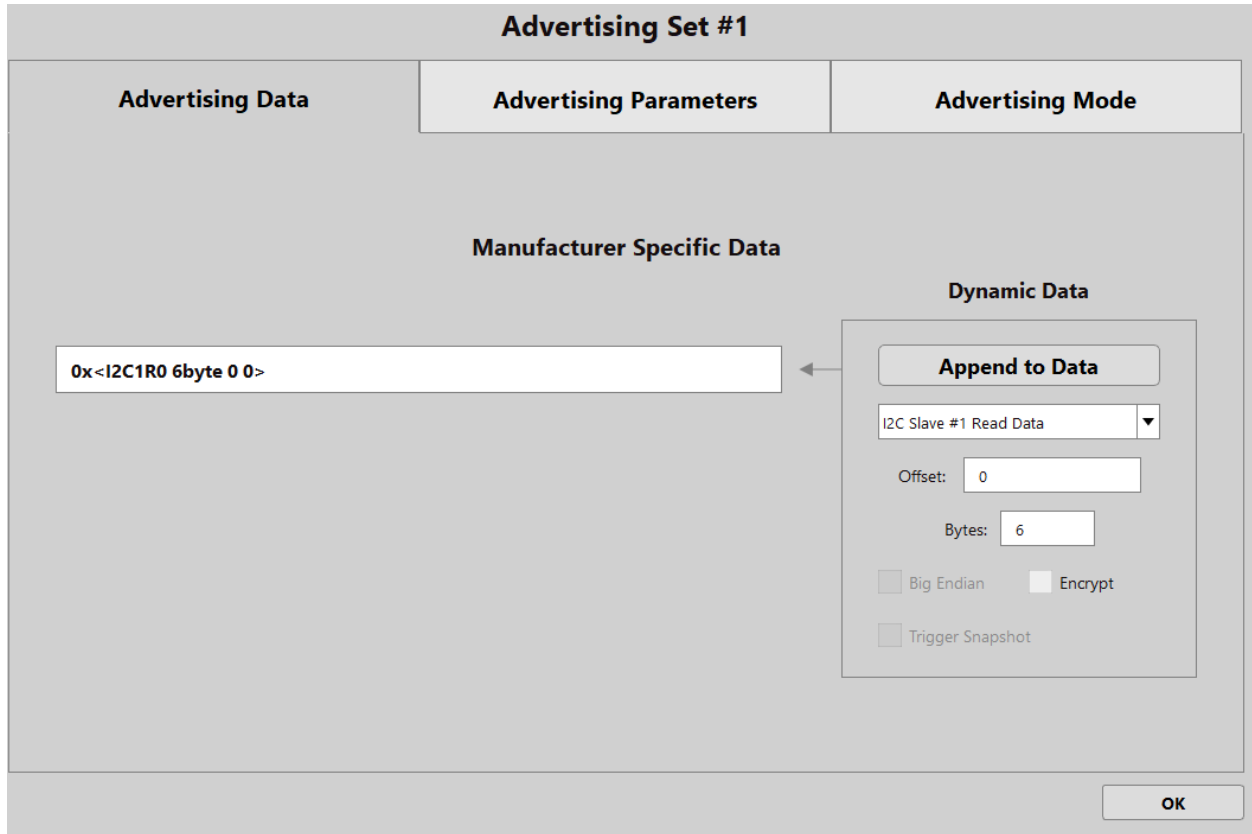 Advertising Set #1
Advertising Data
Advertising Parameters
Advertising Mode
Manufacturer Specific Data
Dynamic Data
0x<I2C1R0 6byte 0 0>
Append to Data
I2C Slave #1 Read Data
Offset: 0
Bytes: 6
Big Endian
Encrypt
Trigger Snapshot
OK